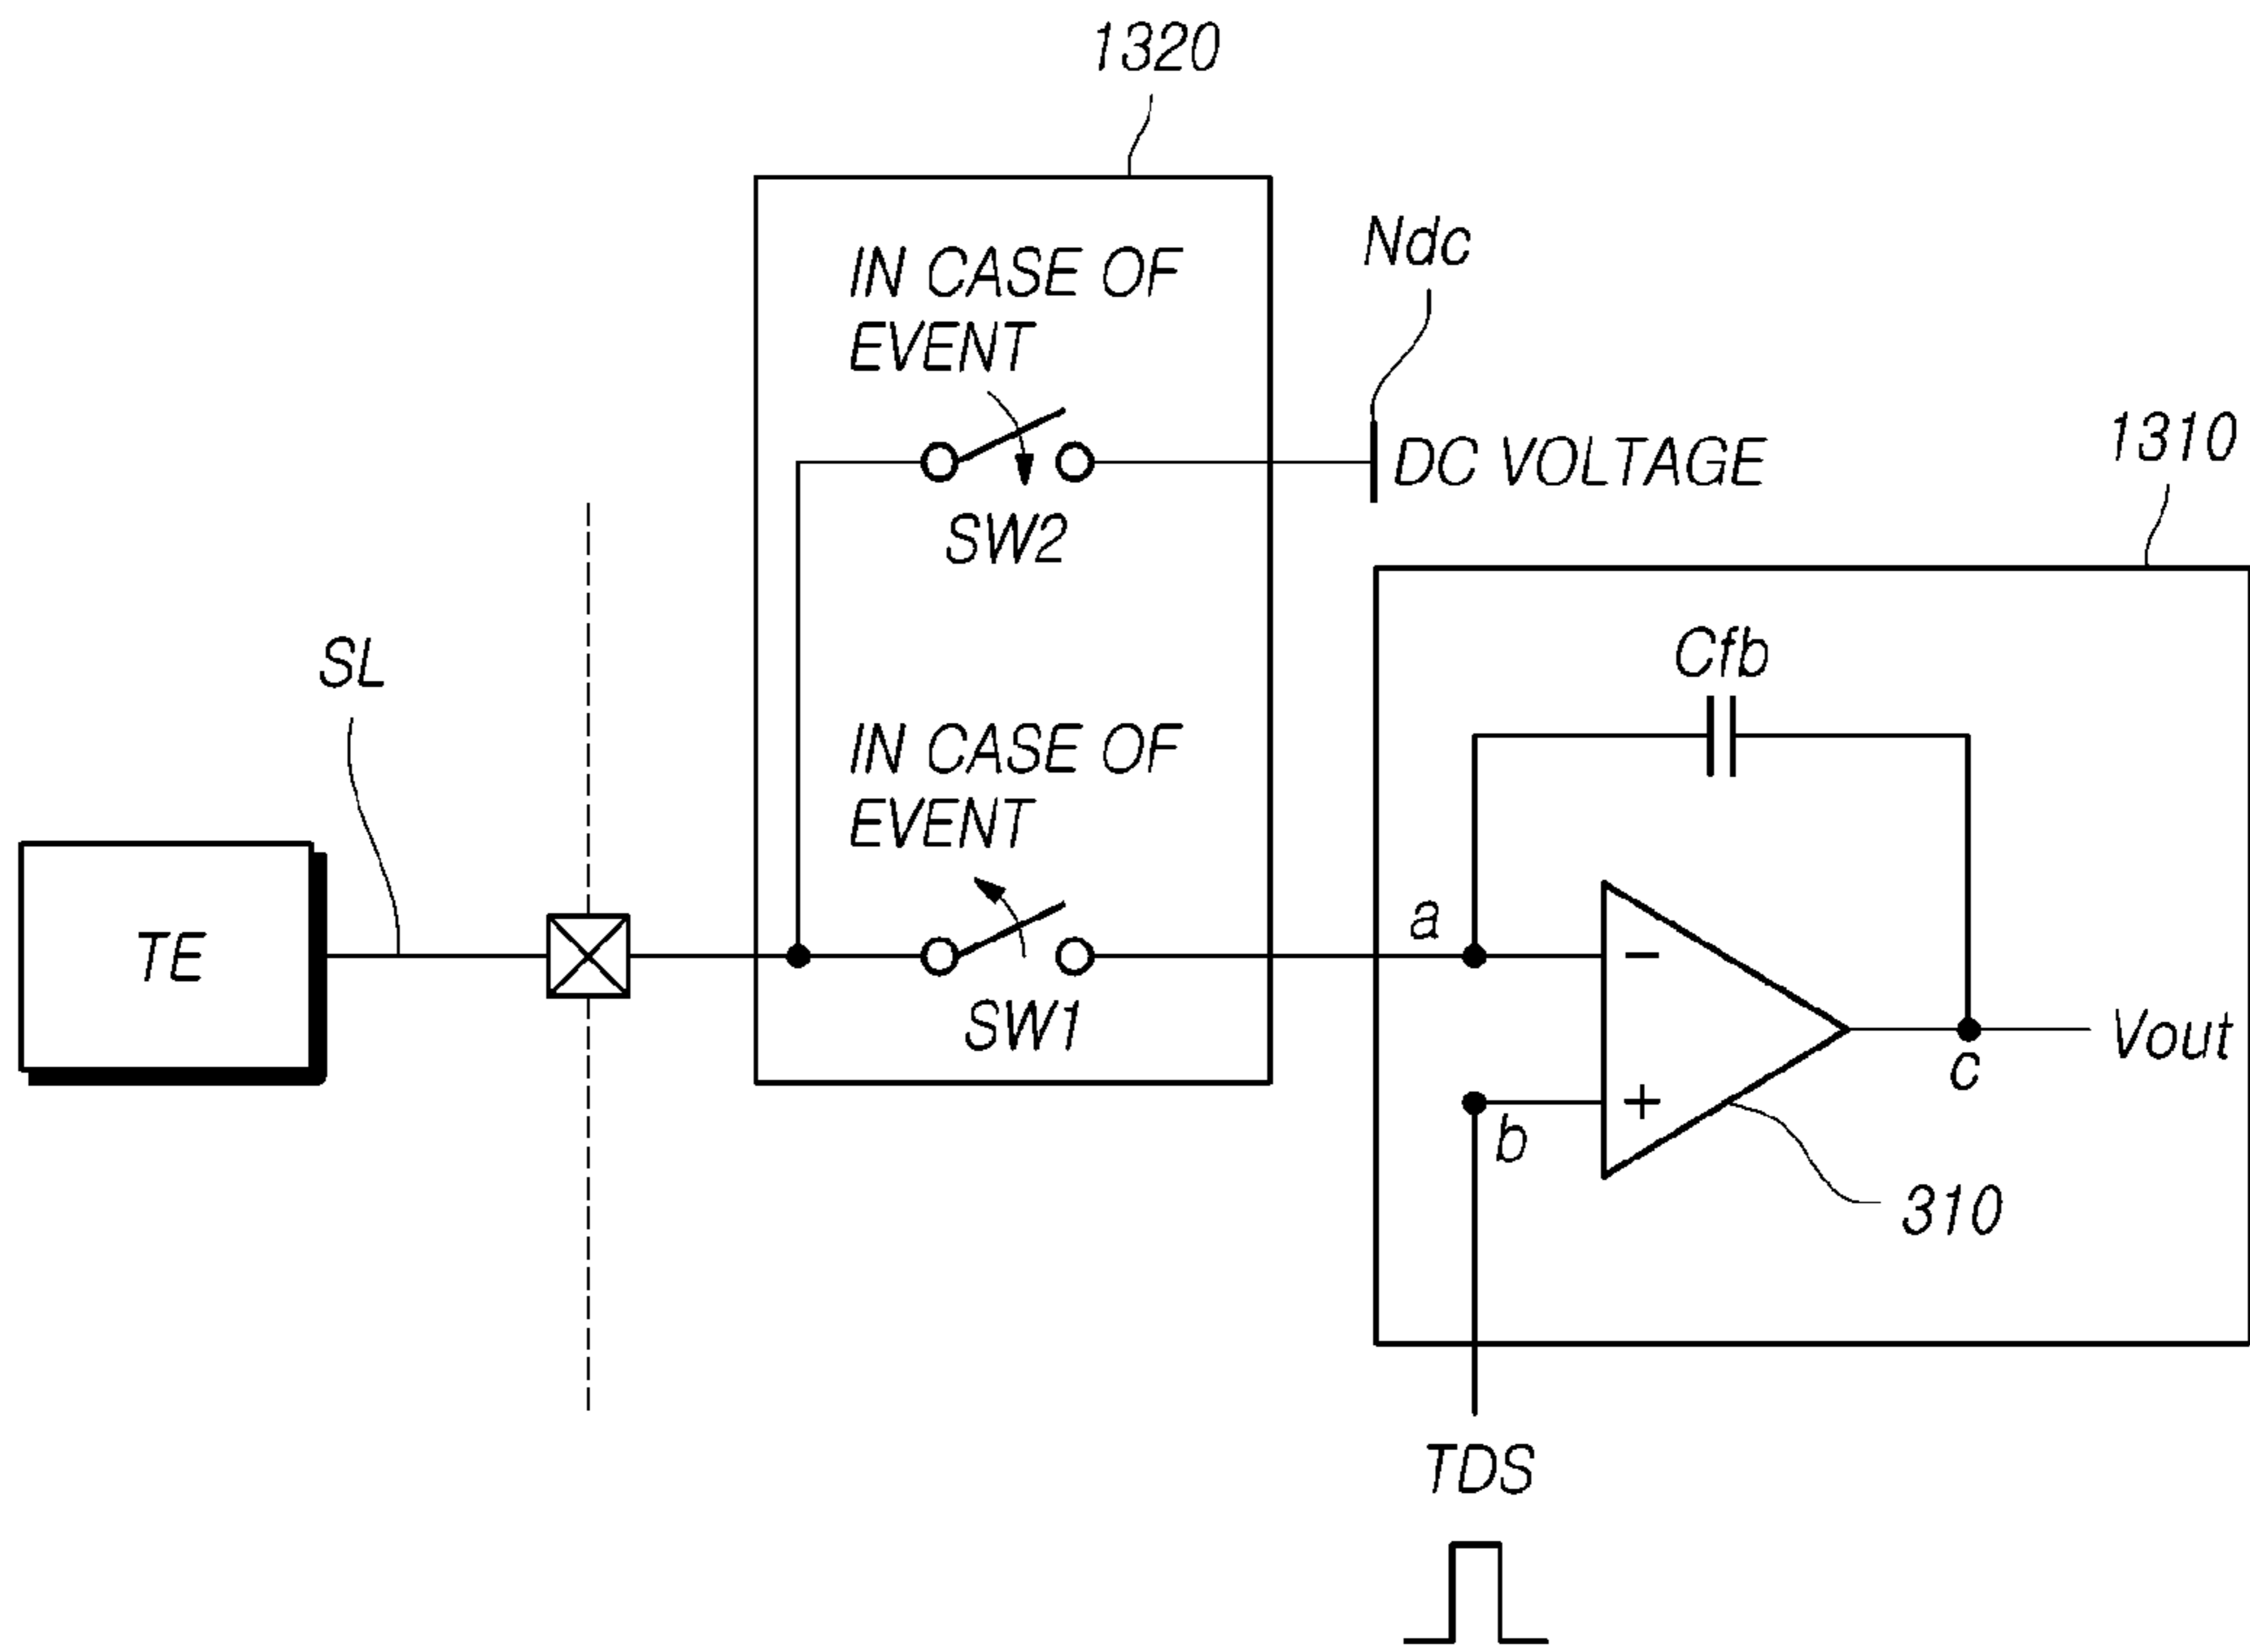 1320
IN CASE OF
EVENT
Ndc
DC VOLTAGE
SW2
1310
SL
Cfb
IN CASE OF
EVENT
TE
SW1
a
−
Vout
c
+
b
310
TDS